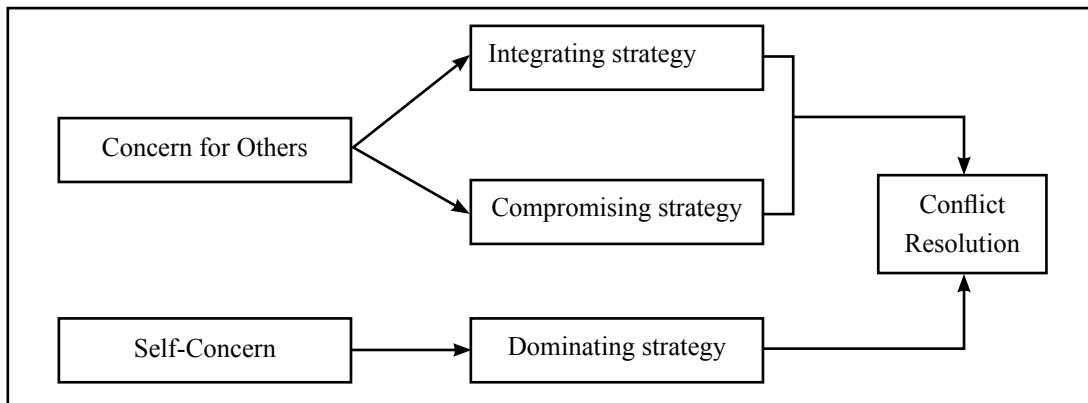 Integrating strategy
Concern for Others
Compromising strategy
Conflict
Resolution
Self-Concern
Dominating strategy